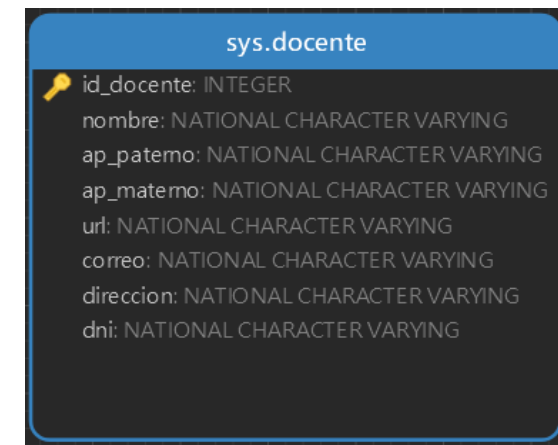 sys.docente
id_docente: INTEGER
nombre: NATIONAL CHARACTER VARYING
ap_paterno: NATIONAL CHARACTER VARYING
ap_materno: NATIONAL CHARACTER VARYING
url: NATIONAL CHARACTER VARYING
correo: NATIONAL CHARACTER VARYING
direccion: NATIONAL CHARACTER VARYING
dni: NATIONAL CHARACTER VARYING